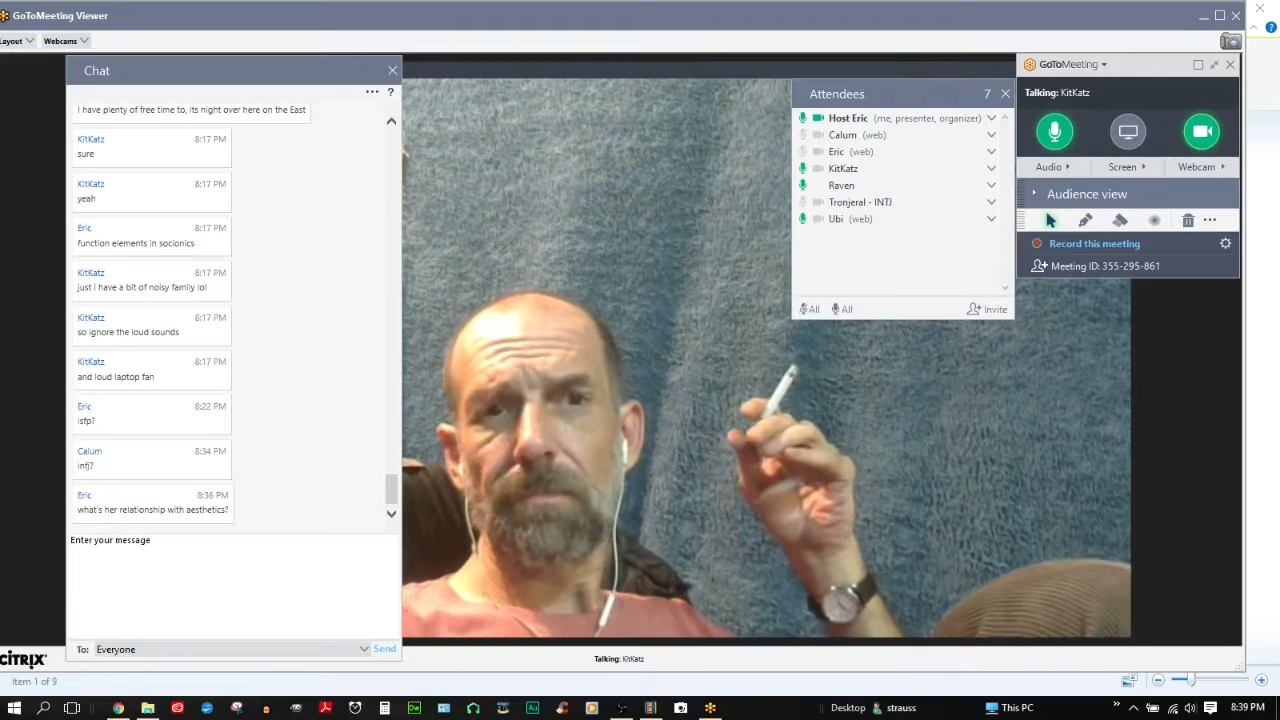 GoToMeeting Viewer
Layout
Webcams
Chat
?
I have plenty of free time to, its night over here on the East
KitKatz 8:17 PM
sure
KitKatz 8:17 PM
yeah
Eric 8:17 PM
function elements in socionics
KitKatz 8:17 PM
just i have a bit of noisy family lol
KitKatz 8:17 PM
so ignore the loud sounds
KitKatz 8:17 PM
and loud laptop fan
Eric 8:22 PM
isfp?
Calum 8:34 PM
infj?
Eric 8:36 PM
what's her relationship with aesthetics?
Enter your message
To: Everyone Send
Attendees 7
Host Eric (me, presenter, organizer)
Calum (web)
Eric (web)
KitKatz
Raven
Tronjeral - INTJ
Ubi (web)
All All Invite
GoToMeeting
Talking: KitKatz
Audio Screen Webcam
Audience view
Record this meeting
Meeting ID: 355-295-861
CITRIX
Talking: KitKatz
Item 1 of 9
Dw Au
Desktop strauss This PC 8:39 PM